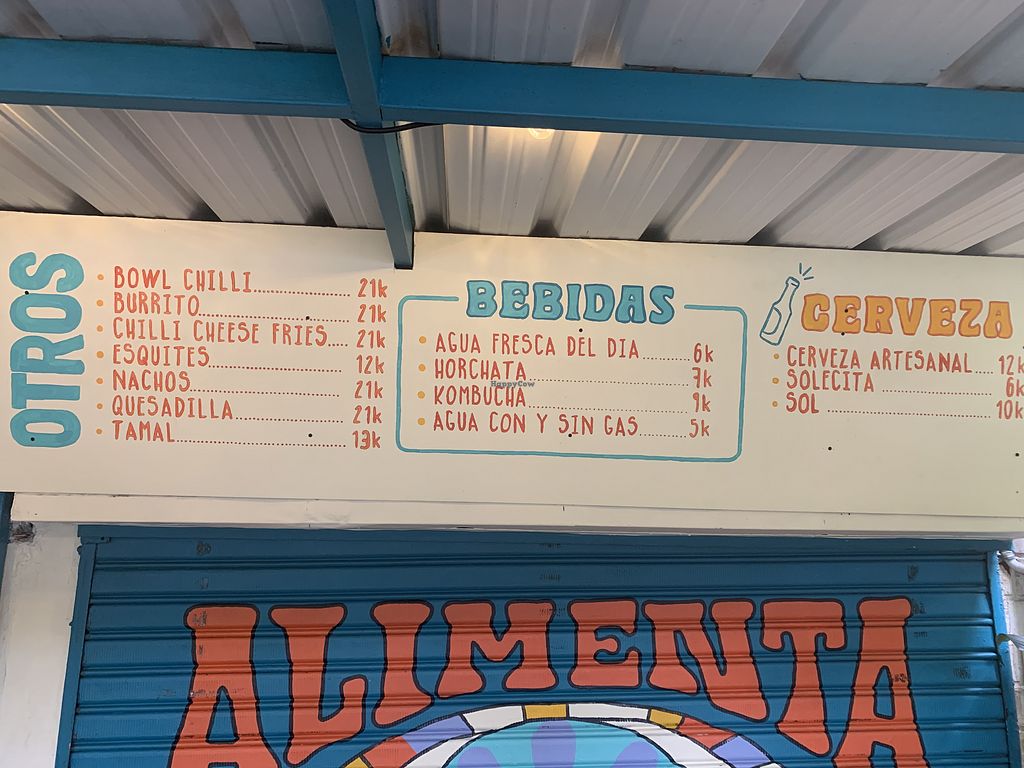 OTROS
BOWL CHILLI.................... 21k
BURRITO.......................... 21k
CHILLI CHEESE FRIES.... 21k
ESQUITES........................ 12k
NACHOS........................... 21k
QUESADILLA.................... 21k
TAMAL............................. 13k
BEBIDAS
AGUA FRESCA DEL DIA......... 6k
HORCHATA............................ 7k
KOMBUCHA............................ 9k
AGUA CON Y SIN GAS.......... 5k
HappyCow
CERVEZA
CERVEZA ARTESANAL.... 12k
SOLECITA ..................... 6k
SOL ............................. 10k
ALIMENTA